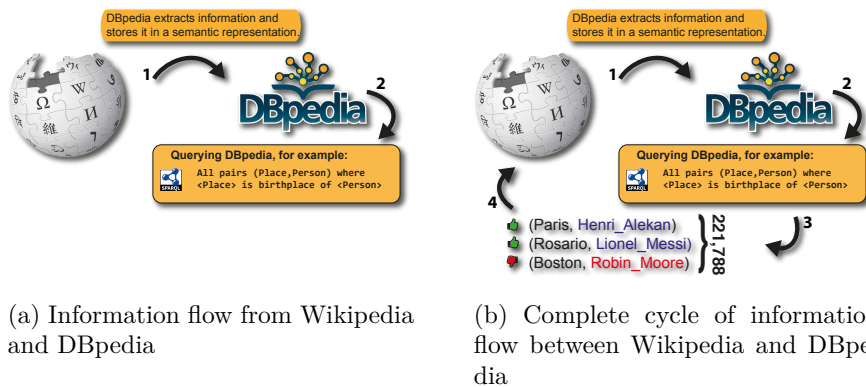 DBpedia extracts information and
stores it in a semantic representation.
1
2
Ω W И 維 7
DBpedia
Querying DBpedia, for example:
SPARQL
All pairs (Place,Person) where
<Place> is birthplace of <Person>
(a) Information flow from Wikipedia
and DBpedia
DBpedia extracts information and
stores it in a semantic representation.
1
2
Ω W И 維 7
DBpedia
Querying DBpedia, for example:
SPARQL
All pairs (Place,Person) where
<Place> is birthplace of <Person>
4
3
(Paris, Henri_Alekan)
(Rosario, Lionel_Messi)
(Boston, Robin_Moore)
221,788
(b) Complete cycle of informatio
flow between Wikipedia and DBpe
dia